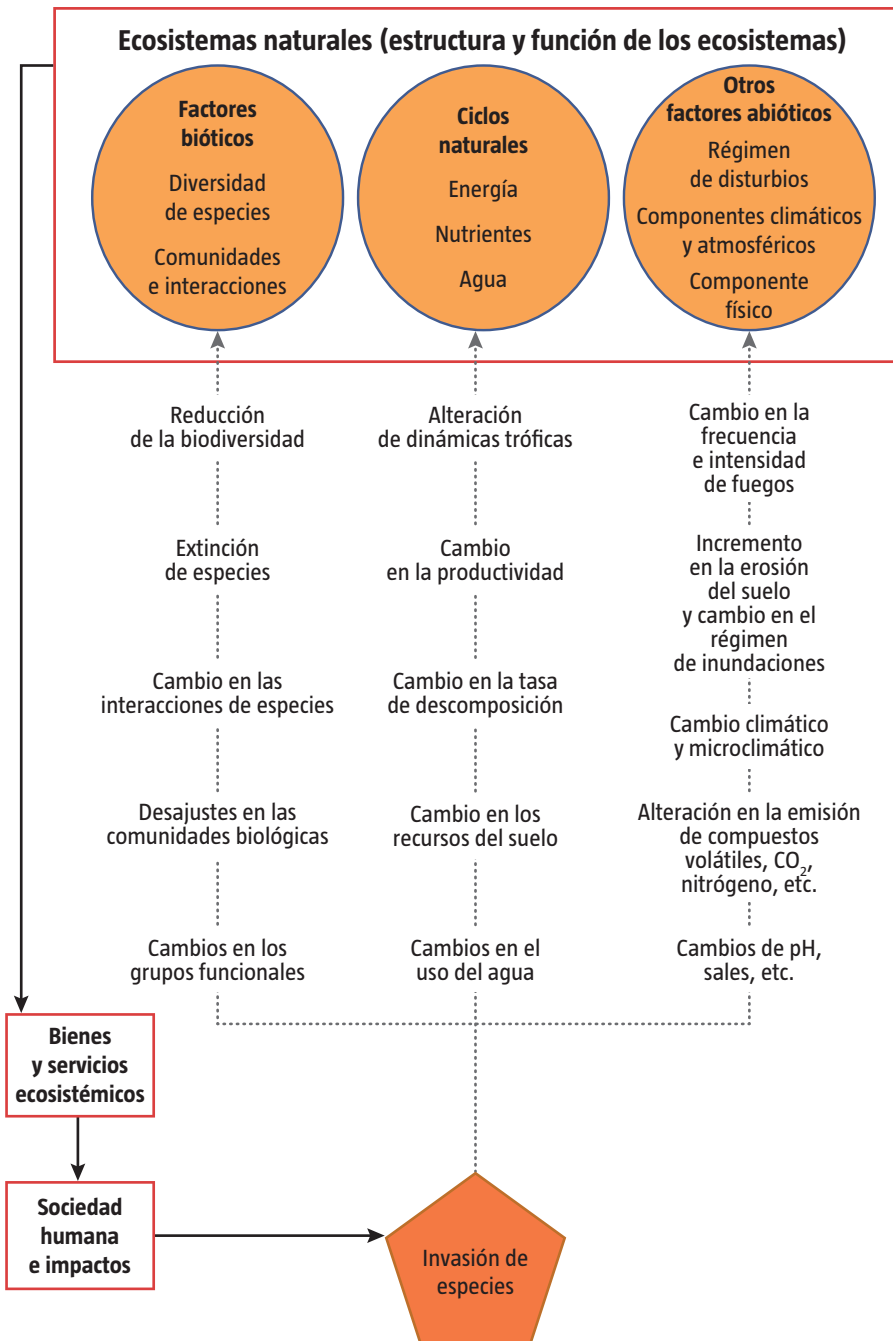 Ecosistemas naturales (estructura y función de los ecosistemas)
Factores
bióticos
Diversidad
de especies
Comunidades
e interacciones
Ciclos
naturales
Energía
Nutrientes
Agua
Otros
factores abióticos
Régimen
de disturbios
Componentes climáticos
y atmosféricos
Componente
físico
Reducción
de la biodiversidad
Extinción
de especies
Cambio en las
interacciones de especies
Desajustes en las
comunidades biológicas
Cambios en los
grupos funcionales
Alteración
de dinámicas tróficas
Cambio
en la productividad
Cambio en la tasa
de descomposición
Cambio en los
recursos del suelo
Cambios en el
uso del agua
Cambio en la
frecuencia
e intensidad
de fuegos
Incremento
en la erosión
del suelo
y cambio en el
régimen
de inundaciones
Cambio climático
y microclimático
Alteración en la emisión
de compuestos
volátiles, CO₂,
nitrógeno, etc.
Cambios de pH,
sales, etc.
Bienes
y servicios
ecosistémicos
Sociedad
humana
e impactos
Invasión de
especies